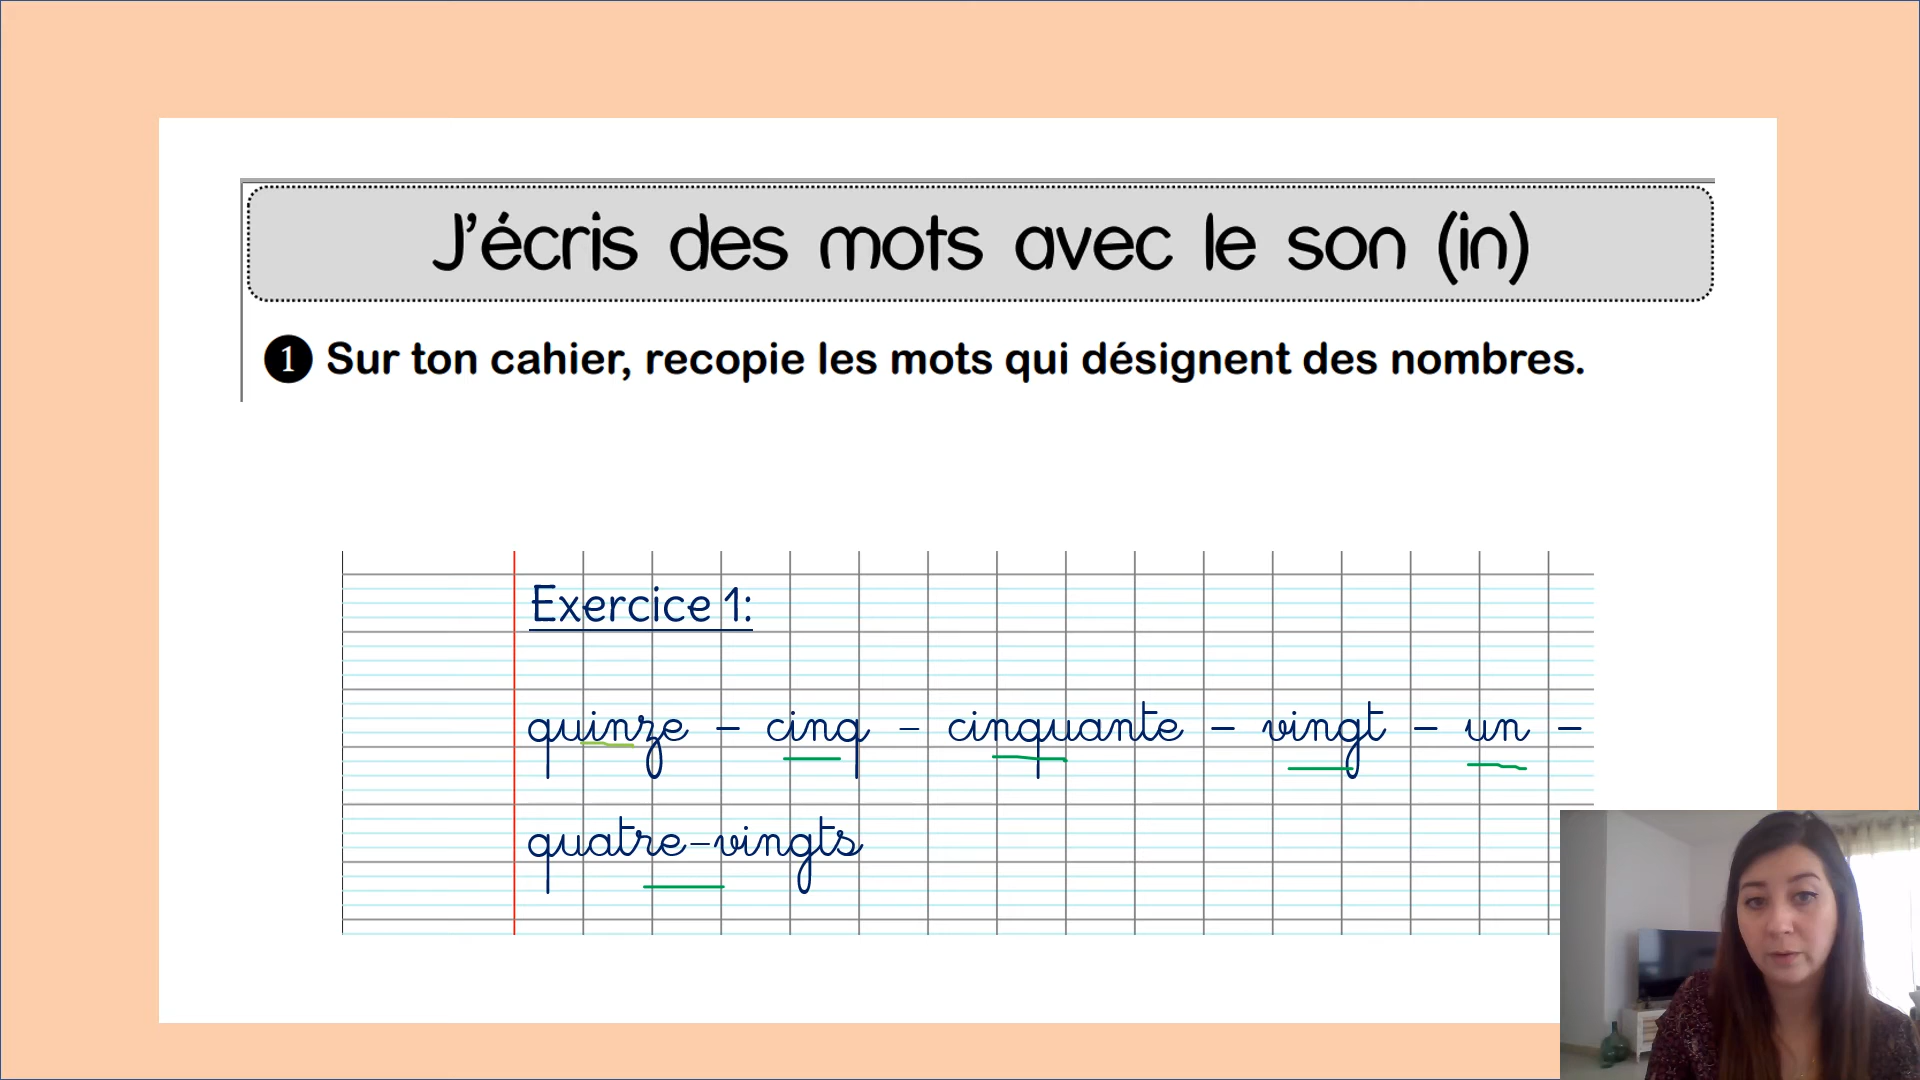 J'écris des mots avec le son (in)
1 Sur ton cahier, recopie les mots qui désignent des nombres.
Exercice 1:
quinze – cinq – cinquante – vingt – un –
quatre-vingts